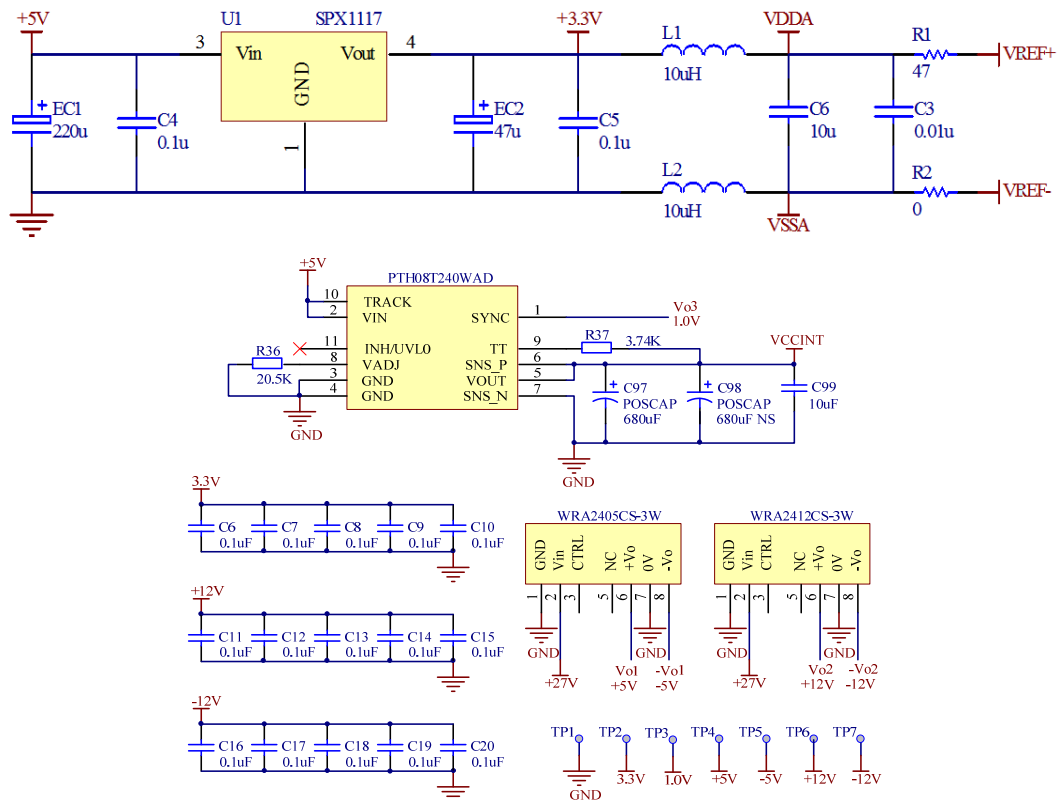 +5V U1 SPX1117 +3.3V VDDA
3 Vin Vout 4 L1 R1 VREF+
10uH 47
GND
EC1 220u C4 0.1u EC2 47u C5 0.1u C6 10u C3 0.01u
1
L2 R2 VREF-
10uH 0
VSSA
+5V PTH08T240WAD
10 TRACK
2 VIN SYNC 1 Vo3 1.0V
11 INH/UVL0 TT 9 R37 3.74K VCCINT
R36 20.5K 8 VADJ SNS_P 6
3 GND VOUT 5
4 GND SNS_N 7
C97 POSCAP 680uF
C98 POSCAP 680uF NS
C99 10uF
GND
GND
3.3V
C6 C7 C8 C9 C10
0.1uF 0.1uF 0.1uF 0.1uF 0.1uF
WRA2405CS-3W
GND Vin CTRL NC +Vo 0V -Vo
1 2 3 5 6 7 8
GND GND
+27V Vo1 +5V -Vo1 -5V
WRA2412CS-3W
GND Vin CTRL NC +Vo 0V -Vo
1 2 3 5 6 7 8
GND GND
+27V Vo2 +12V -Vo2 -12V
+12V
C11 C12 C13 C14 C15
0.1uF 0.1uF 0.1uF 0.1uF 0.1uF
-12V
C16 C17 C18 C19 C20
0.1uF 0.1uF 0.1uF 0.1uF 0.1uF
TP1 TP2 TP3 TP4 TP5 TP6 TP7
GND 3.3V 1.0V +5V -5V +12V -12V